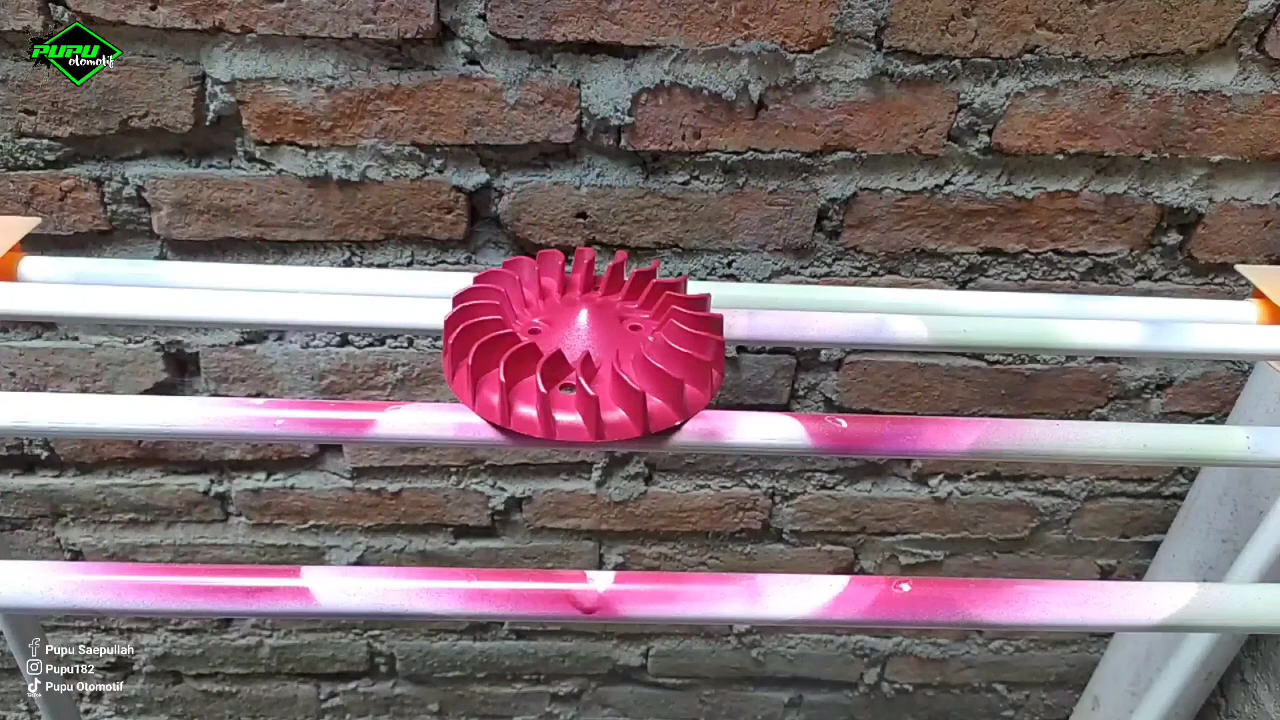 PUPU
otomotif
Pupu Saepullah
Pupu182
Pupu Otomotif